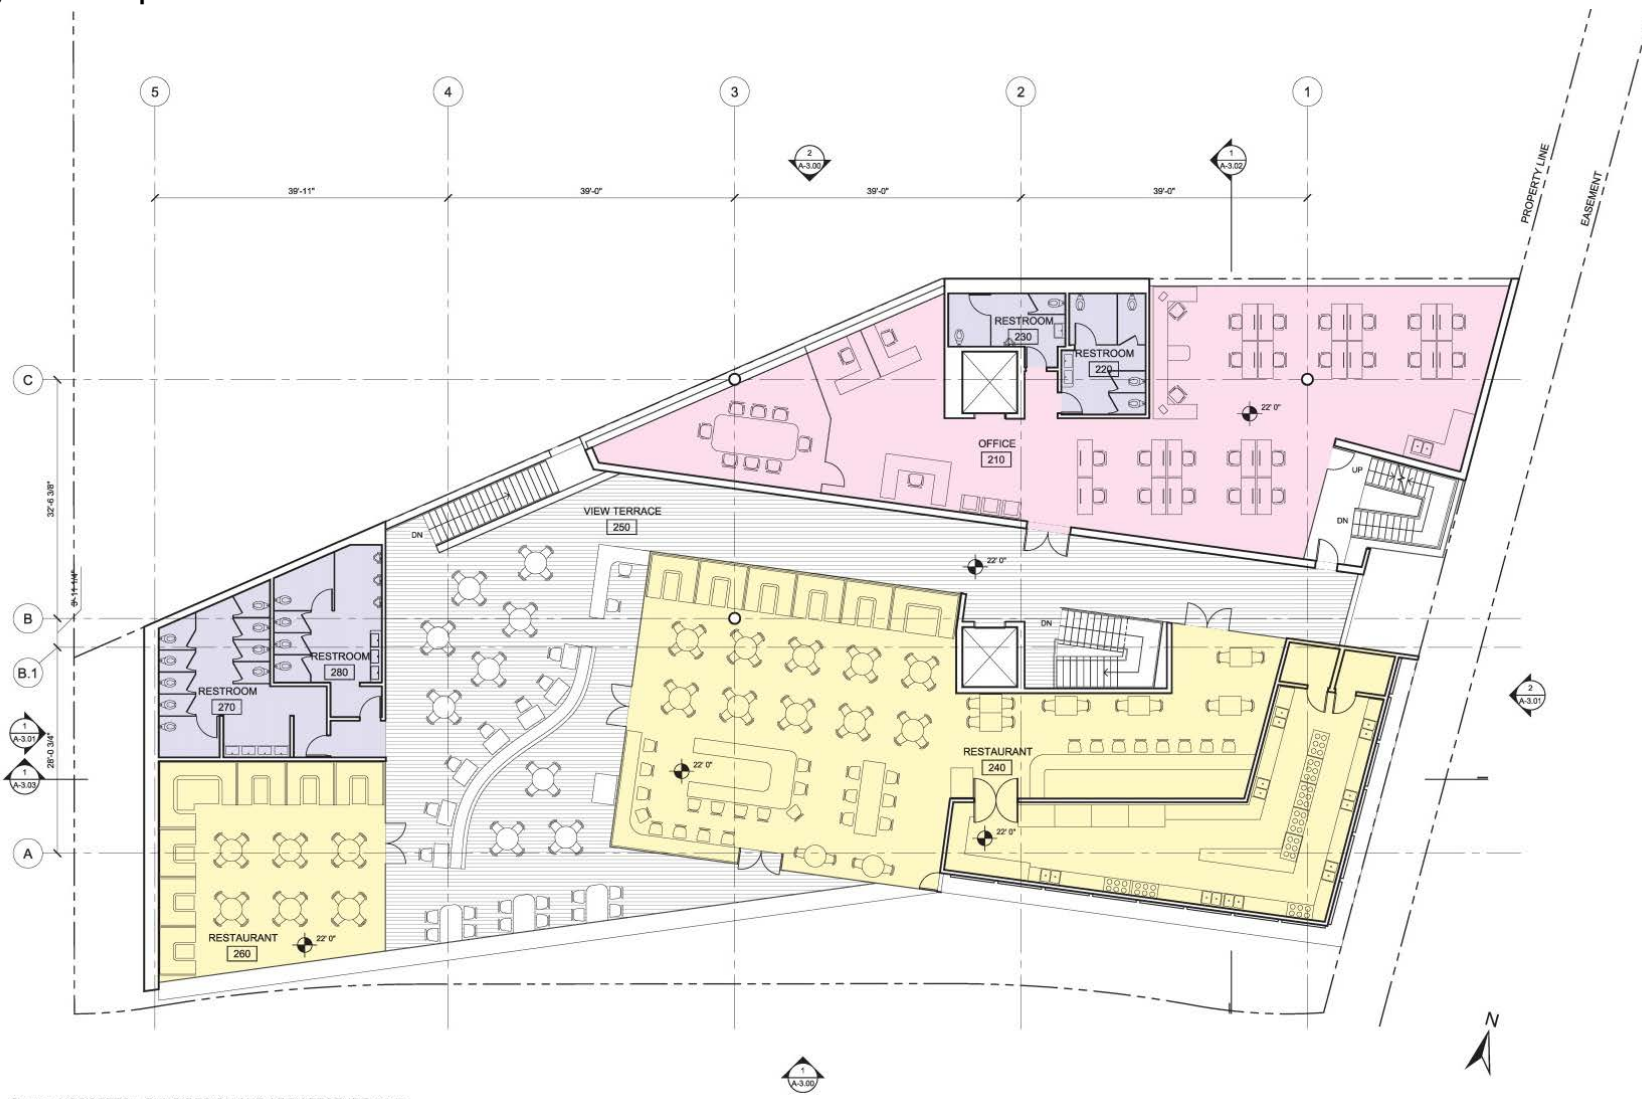 5
4
3
2
1
2
A-3.00
1
A-3.02
PROPERTY LINE
EASEMENT
39'-11"
39'-0"
39'-0"
39'-0"
RESTROOM
230
RESTROOM
220
C
22' 0"
OFFICE
210
UP
DN
32'-6 3/8"
VIEW TERRACE
250
DN
22' 0"
B
DN
B.1
RESTROOM
280
RESTROOM
270
1
A-3.01
2
A-3.01
28'-0 3/4"
1
A-3.03
RESTAURANT
240
22' 0"
22' 0"
A
RESTAURANT
260
22' 0"
N
1
A-3.00